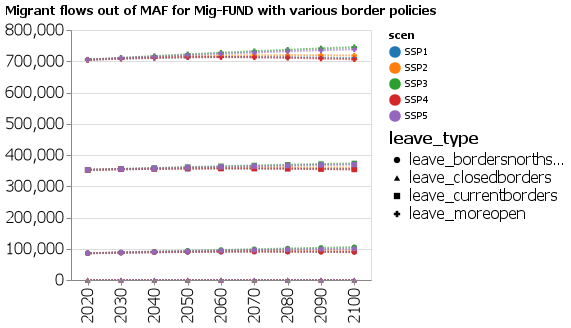 Migrant flows out of MAF for Mig-FUND with various border policies
800,000
700,000
600,000
500,000
400,000
300,000
200,000
100,000
0
2020
2030
2040
2050
2060
2070
2080
2090
2100
scen
SSP1
SSP2
SSP3
SSP4
SSP5
leave_type
leave_bordersnorths...
leave_closedborders
leave_currentborders
leave_moreopen